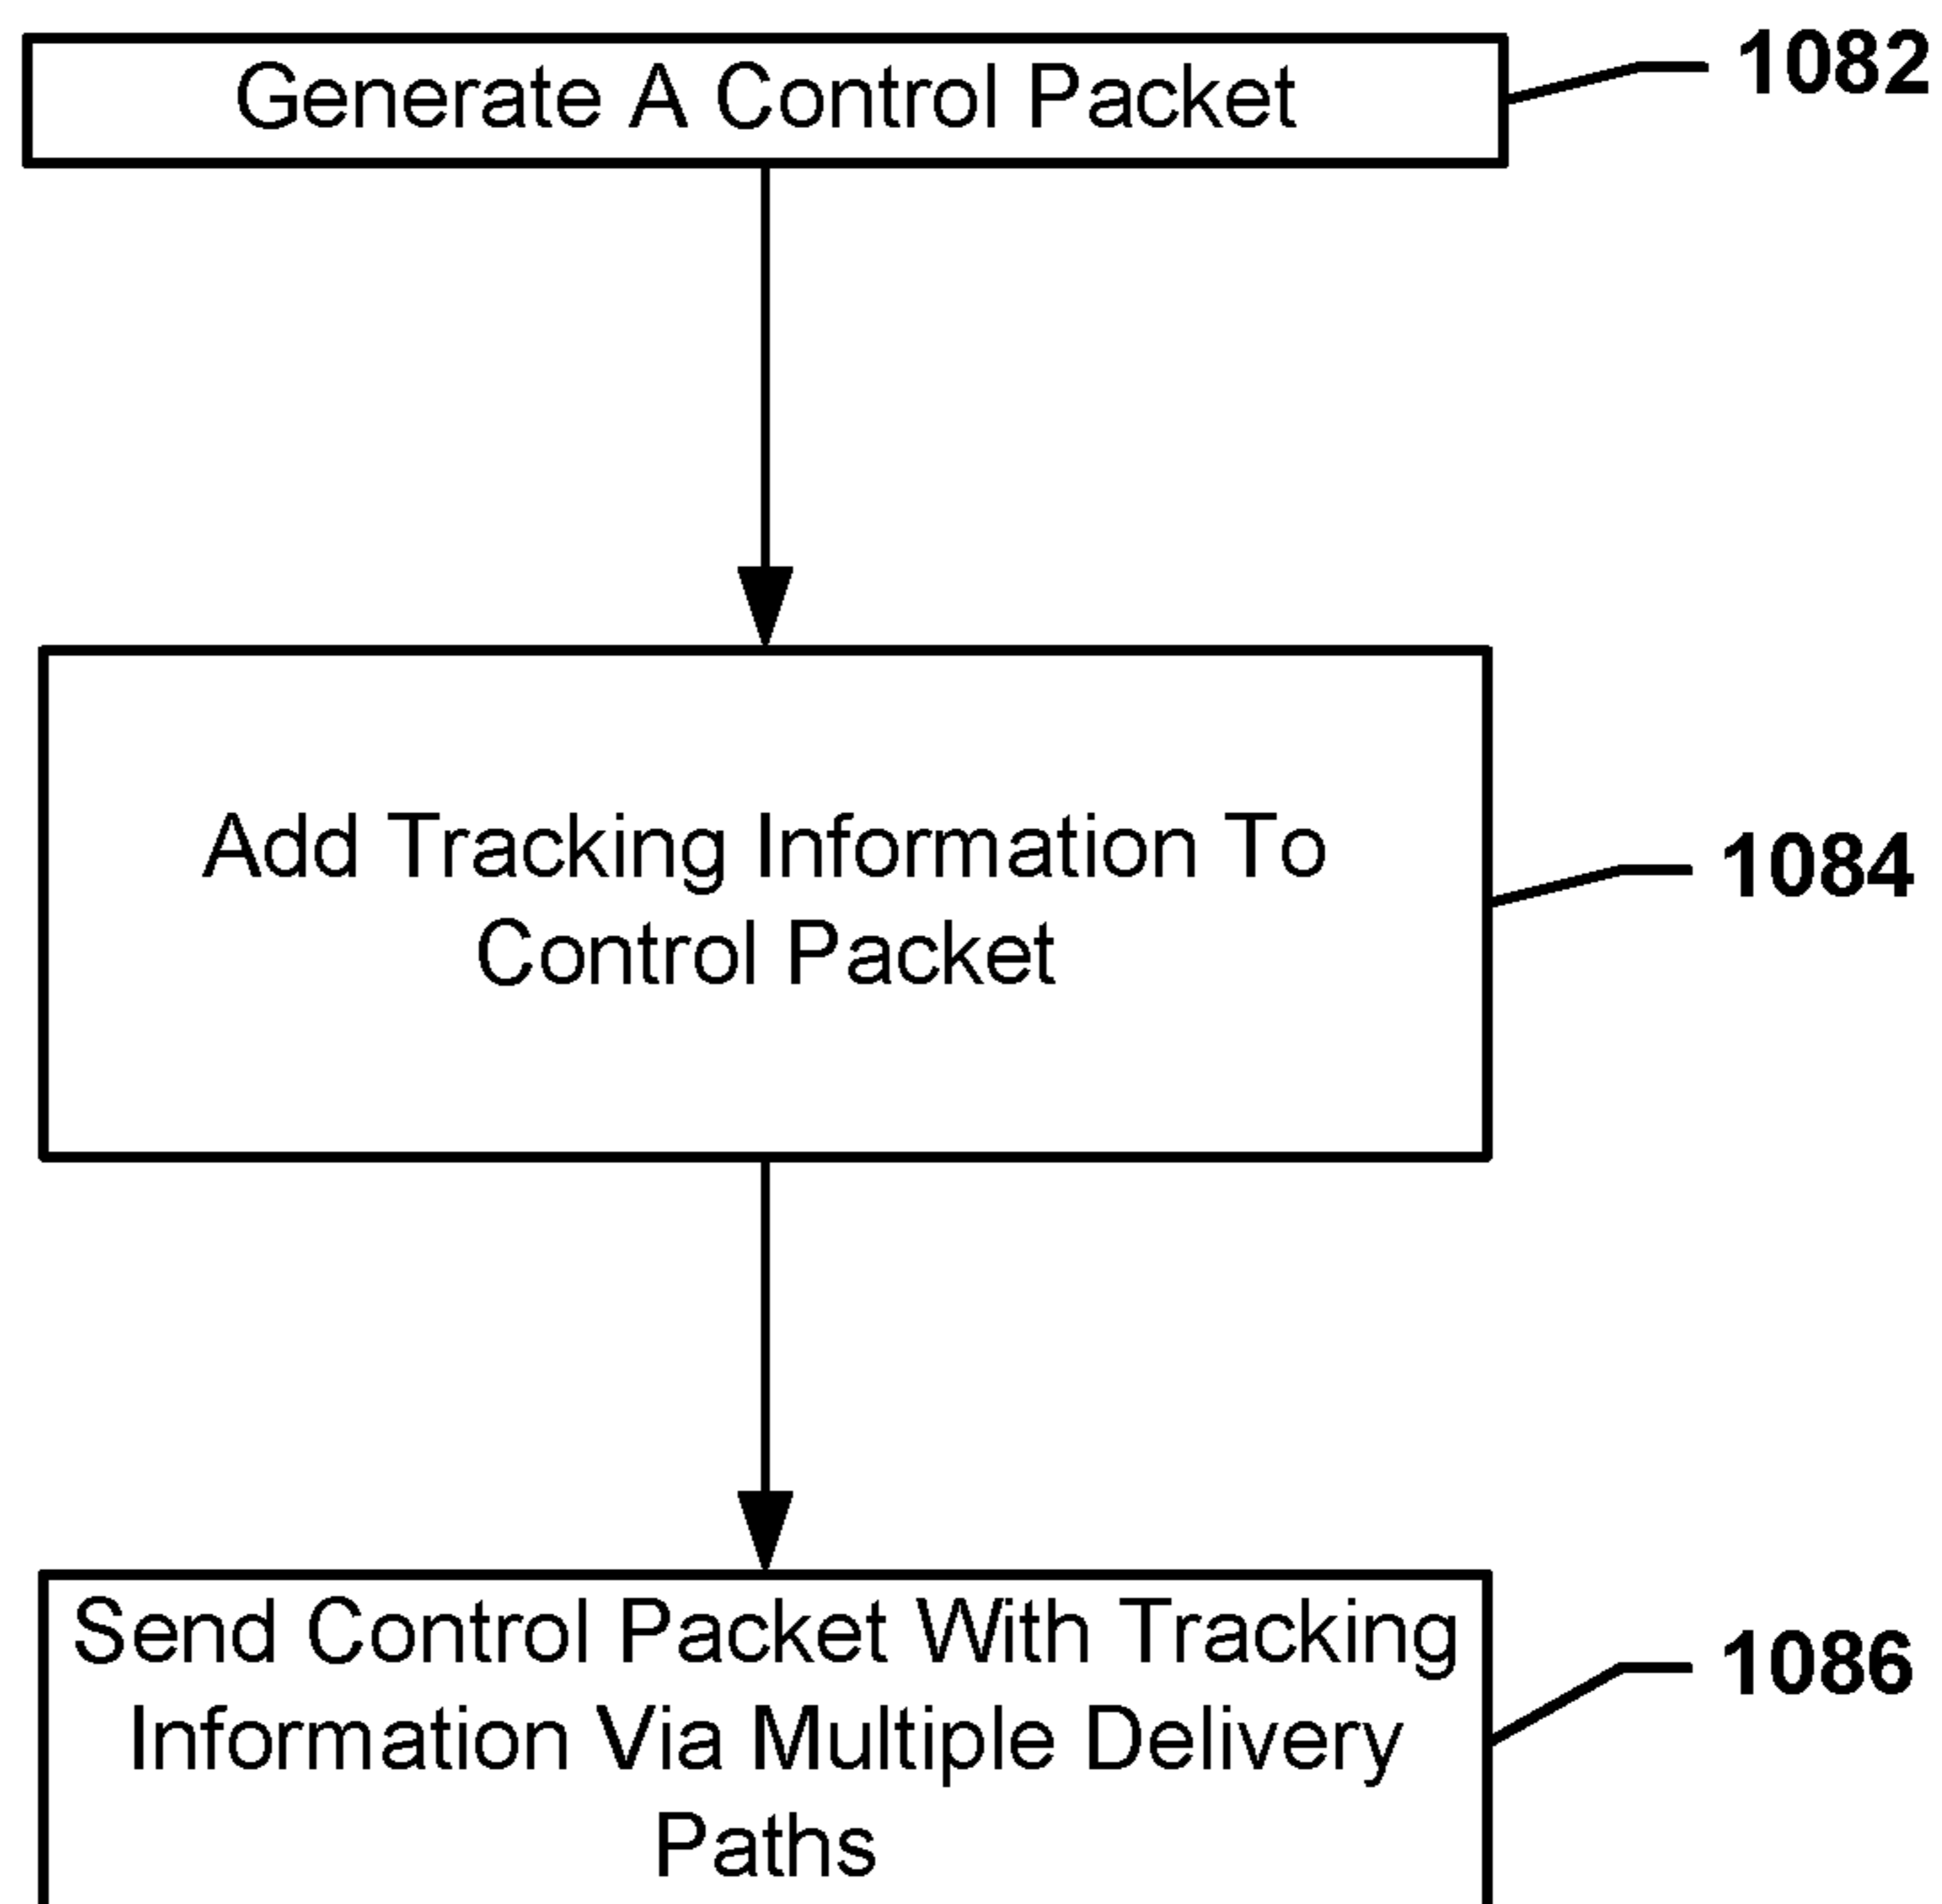 Generate A Control Packet
1082
Add Tracking Information To
Control Packet
1084
Send Control Packet With Tracking
Information Via Multiple Delivery
Paths
1086